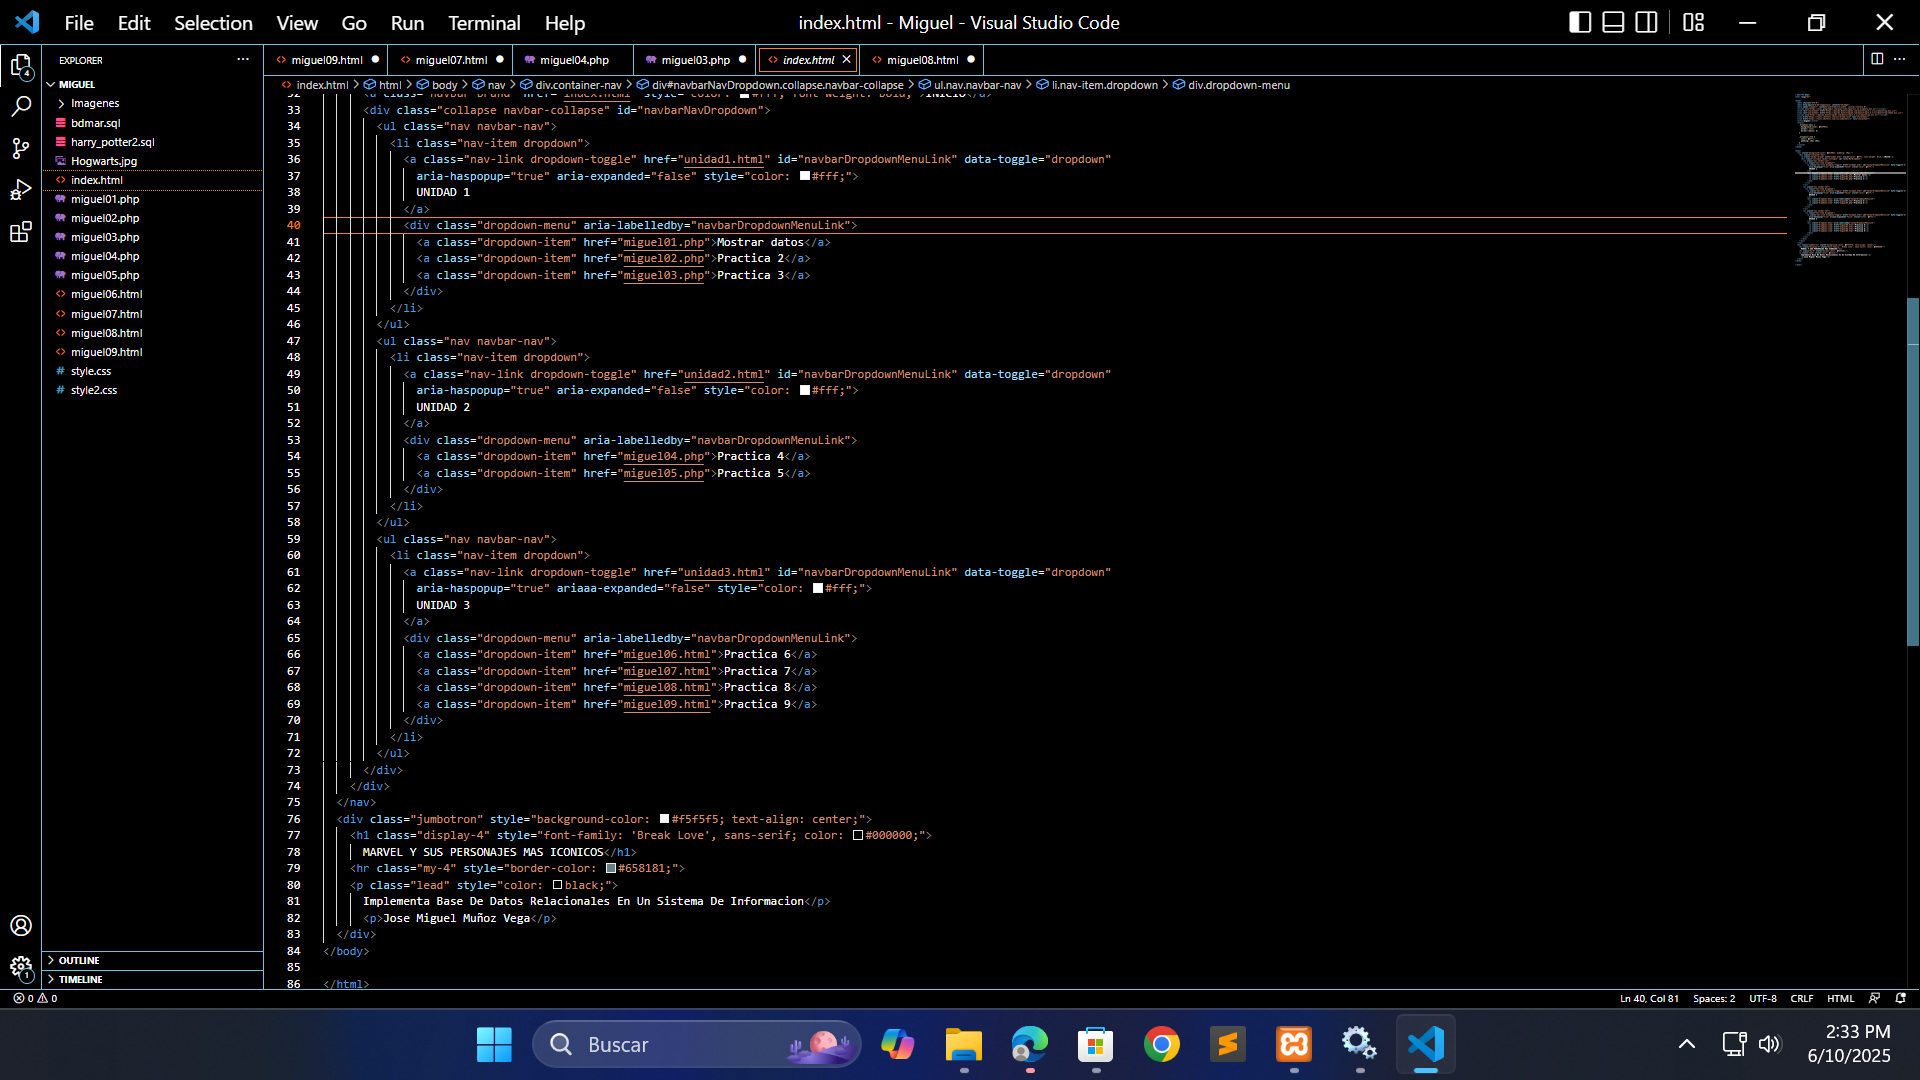 File Edit Selection View Go Run Terminal Help
index.html - Miguel - Visual Studio Code
EXPLORER
MIGUEL
Imagenes
bdmar.sql
harry_potter2.sql
Hogwarts.jpg
index.html
miguel01.php
miguel02.php
miguel03.php
miguel04.php
miguel05.php
miguel06.html
miguel07.html
miguel08.html
miguel09.html
style.css
style2.css
OUTLINE
TIMELINE
4
1
miguel09.html miguel07.html miguel04.php miguel03.php index.html miguel08.html
index.html > html > body > nav > div.container-nav > div#navbarNavDropdown.collapse.navbar-collapse > ul.nav.navbar-nav > li.nav-item.dropdown > div.dropdown-menu
33 <div class="collapse navbar-collapse" id="navbarNavDropdown">
34 <ul class="nav navbar-nav">
35 <li class="nav-item dropdown">
36 <a class="nav-link dropdown-toggle" href="unidad1.html" id="navbarDropdownMenuLink" data-toggle="dropdown"
37 aria-haspopup="true" aria-expanded="false" style="color: #fff;">
38 UNIDAD 1
39 </a>
40 <div class="dropdown-menu" aria-labelledby="navbarDropdownMenuLink">
41 <a class="dropdown-item" href="miguel01.php">Mostrar datos</a>
42 <a class="dropdown-item" href="miguel02.php">Practica 2</a>
43 <a class="dropdown-item" href="miguel03.php">Practica 3</a>
44 </div>
45 </li>
46 </ul>
47 <ul class="nav navbar-nav">
48 <li class="nav-item dropdown">
49 <a class="nav-link dropdown-toggle" href="unidad2.html" id="navbarDropdownMenuLink" data-toggle="dropdown"
50 aria-haspopup="true" aria-expanded="false" style="color: #fff;">
51 UNIDAD 2
52 </a>
53 <div class="dropdown-menu" aria-labelledby="navbarDropdownMenuLink">
54 <a class="dropdown-item" href="miguel04.php">Practica 4</a>
55 <a class="dropdown-item" href="miguel05.php">Practica 5</a>
56 </div>
57 </li>
58 </ul>
59 <ul class="nav navbar-nav">
60 <li class="nav-item dropdown">
61 <a class="nav-link dropdown-toggle" href="unidad3.html" id="navbarDropdownMenuLink" data-toggle="dropdown"
62 aria-haspopup="true" ariaaa-expanded="false" style="color: #fff;">
63 UNIDAD 3
64 </a>
65 <div class="dropdown-menu" aria-labelledby="navbarDropdownMenuLink">
66 <a class="dropdown-item" href="miguel06.html">Practica 6</a>
67 <a class="dropdown-item" href="miguel07.html">Practica 7</a>
68 <a class="dropdown-item" href="miguel08.html">Practica 8</a>
69 <a class="dropdown-item" href="miguel09.html">Practica 9</a>
70 </div>
71 </li>
72 </ul>
73 </div>
74 </div>
75 </nav>
76 <div class="jumbotron" style="background-color: #f5f5f5; text-align: center;">
77 <h1 class="display-4" style="font-family: 'Break Love', sans-serif; color: #000000;">
78 MARVEL Y SUS PERSONAJES MAS ICONICOS</h1>
79 <hr class="my-4" style="border-color: #658181;">
80 <p class="lead" style="color: black;">
81 Implementa Base De Datos Relacionales En Un Sistema De Informacion</p>
82 <p>Jose Miguel Muñoz Vega</p>
83 </div>
84 </body>
85
86 </html>
0 0
Ln 40, Col 81 Spaces: 2 UTF-8 CRLF HTML
Buscar
2:33 PM
6/10/2025